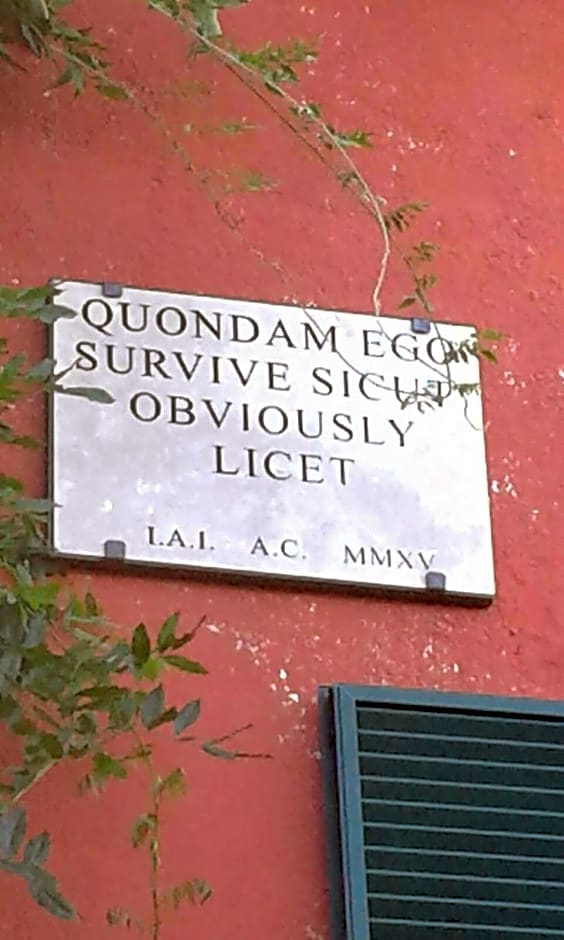 QUONDAM EGO
SURVIVE SICUT
OBVIOUSLY
LICET
I.A.I. A.C. MMXV